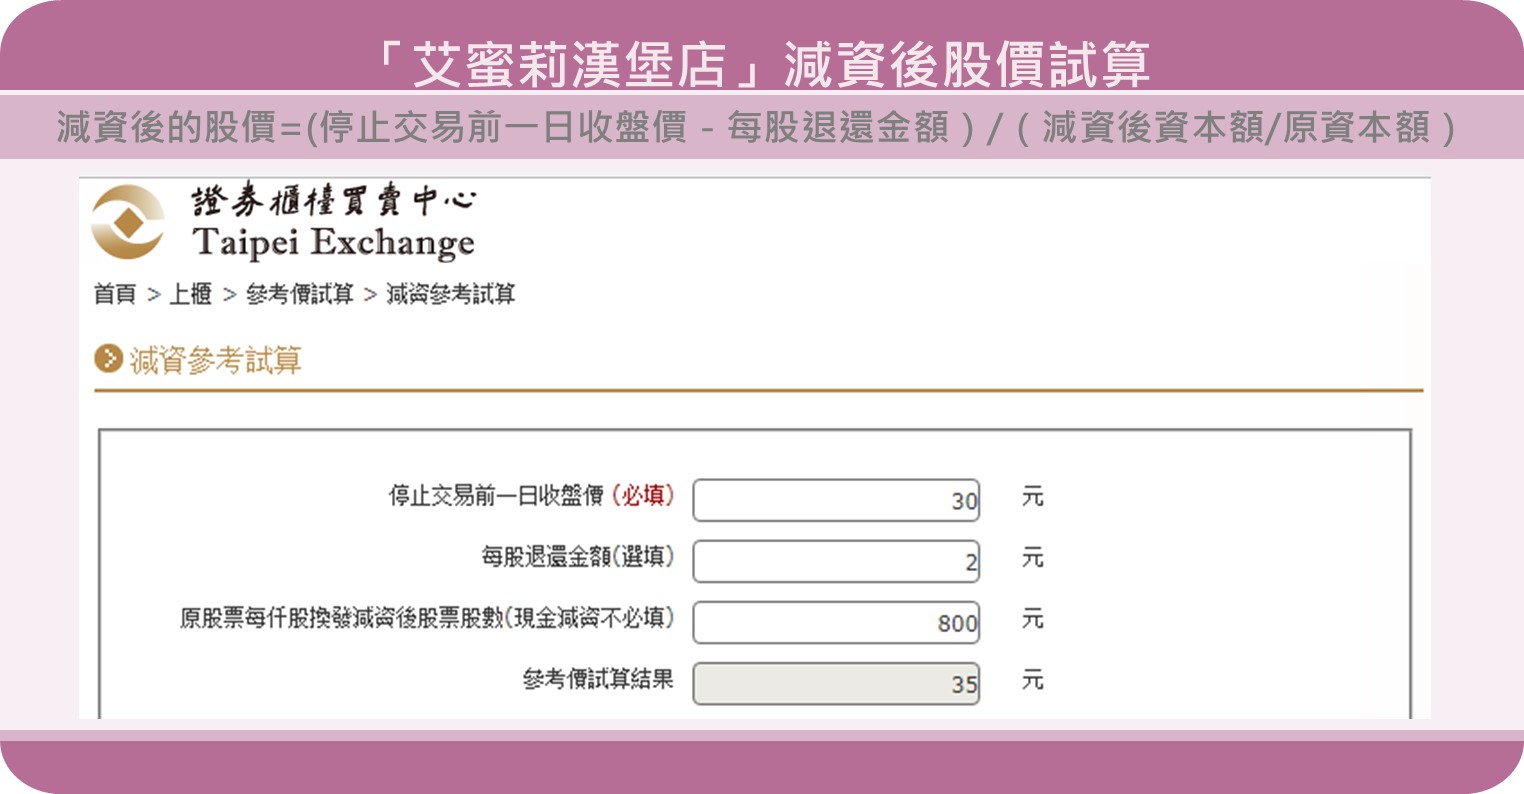 「艾蜜莉漢堡店」減資後股價試算
減資後的股價=(停止交易前一日收盤價 - 每股退還金額 ) / ( 減資後資本額/原資本額 )
證券櫃檯買賣中心
Taipei Exchange
首頁 > 上櫃 > 參考價試算 > 減資參考試算
減資參考試算
停止交易前一日收盤價 (必填) 30 元
每股退還金額(選填) 2 元
原股票每仟股換發減資後股票股數(現金減資不必填) 800 元
參考價試算結果 35 元